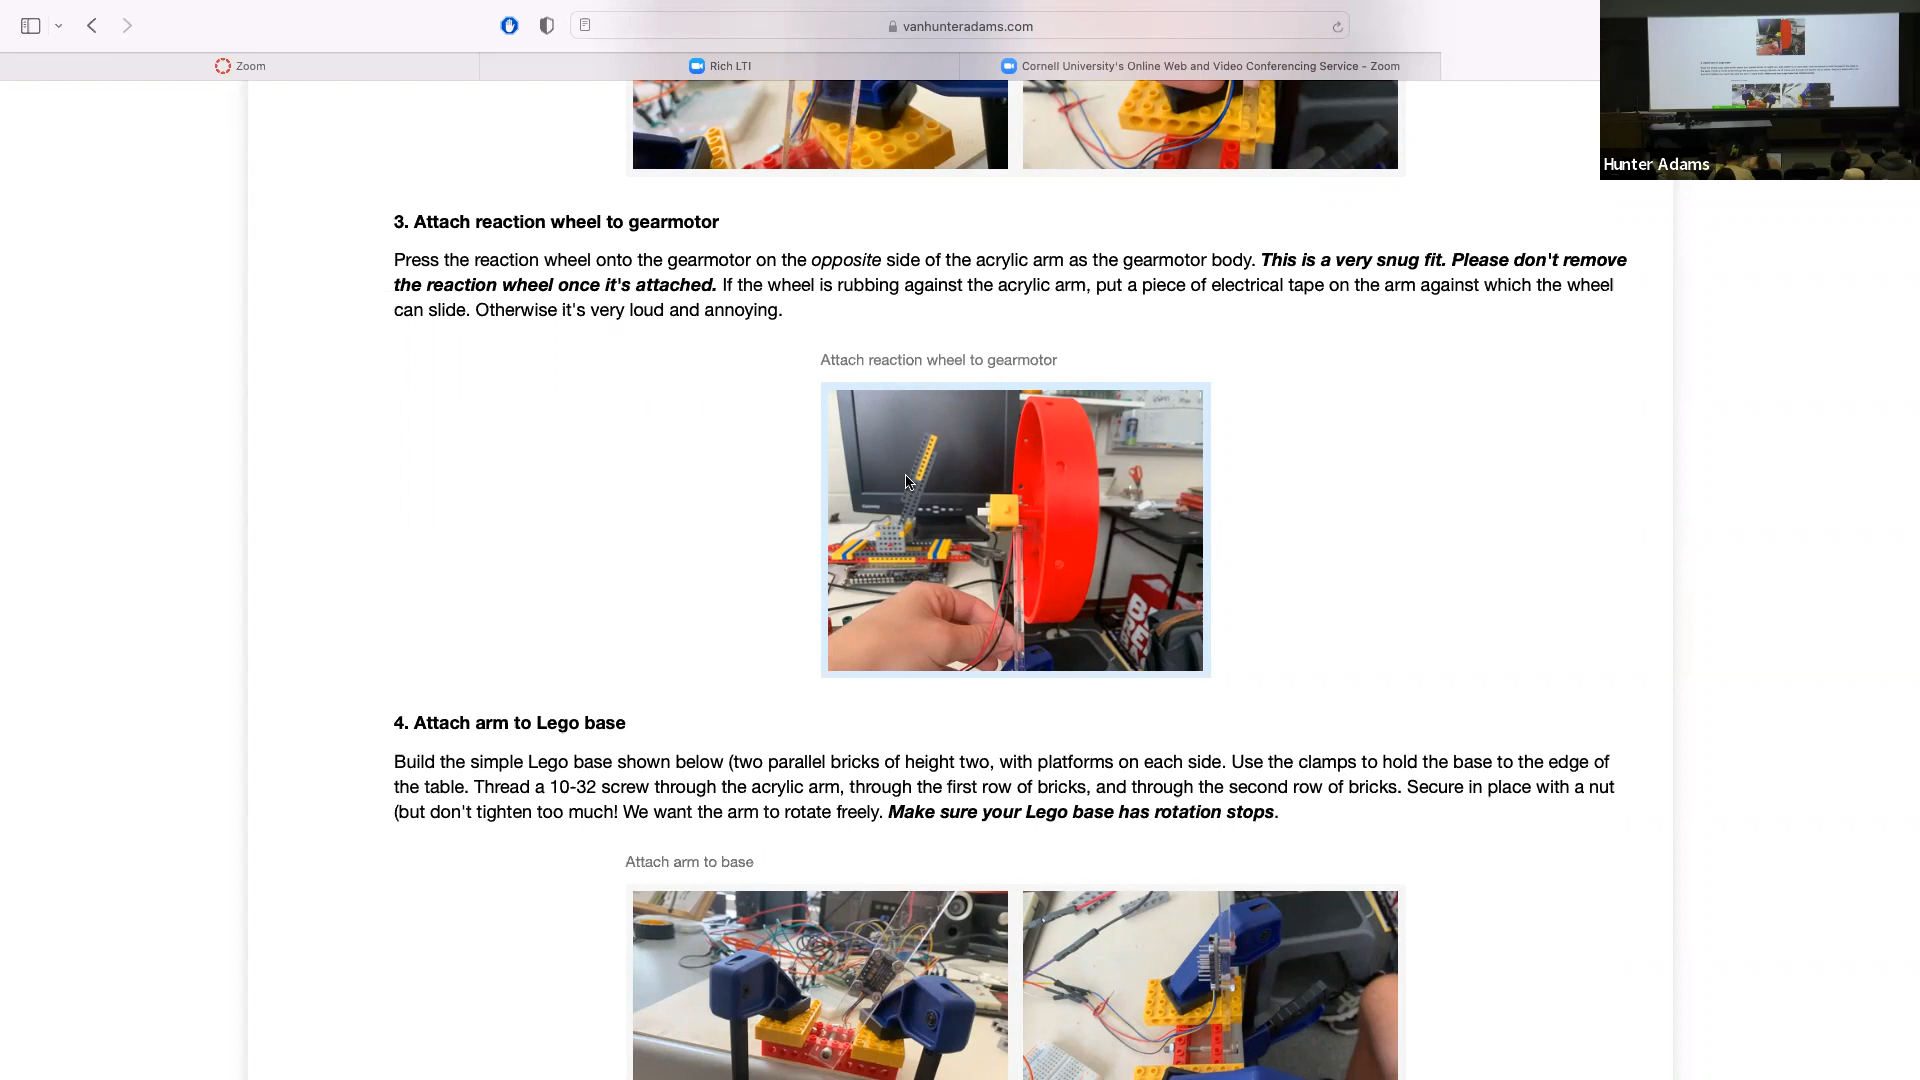 vanhunteradams.com
Zoom
Rich LTI
Cornell University's Online Web and Video Conferencing Service - Zoom
Hunter Adams
3. Attach reaction wheel to gearmotor
Press the reaction wheel onto the gearmotor on the opposite side of the acrylic arm as the gearmotor body. This is a very snug fit. Please don't remove
the reaction wheel once it's attached. If the wheel is rubbing against the acrylic arm, put a piece of electrical tape on the arm against which the wheel
can slide. Otherwise it's very loud and annoying.
Attach reaction wheel to gearmotor
4. Attach arm to Lego base
Build the simple Lego base shown below (two parallel bricks of height two, with platforms on each side. Use the clamps to hold the base to the edge of
the table. Thread a 10-32 screw through the acrylic arm, through the first row of bricks, and through the second row of bricks. Secure in place with a nut
(but don't tighten too much! We want the arm to rotate freely. Make sure your Lego base has rotation stops.
Attach arm to base